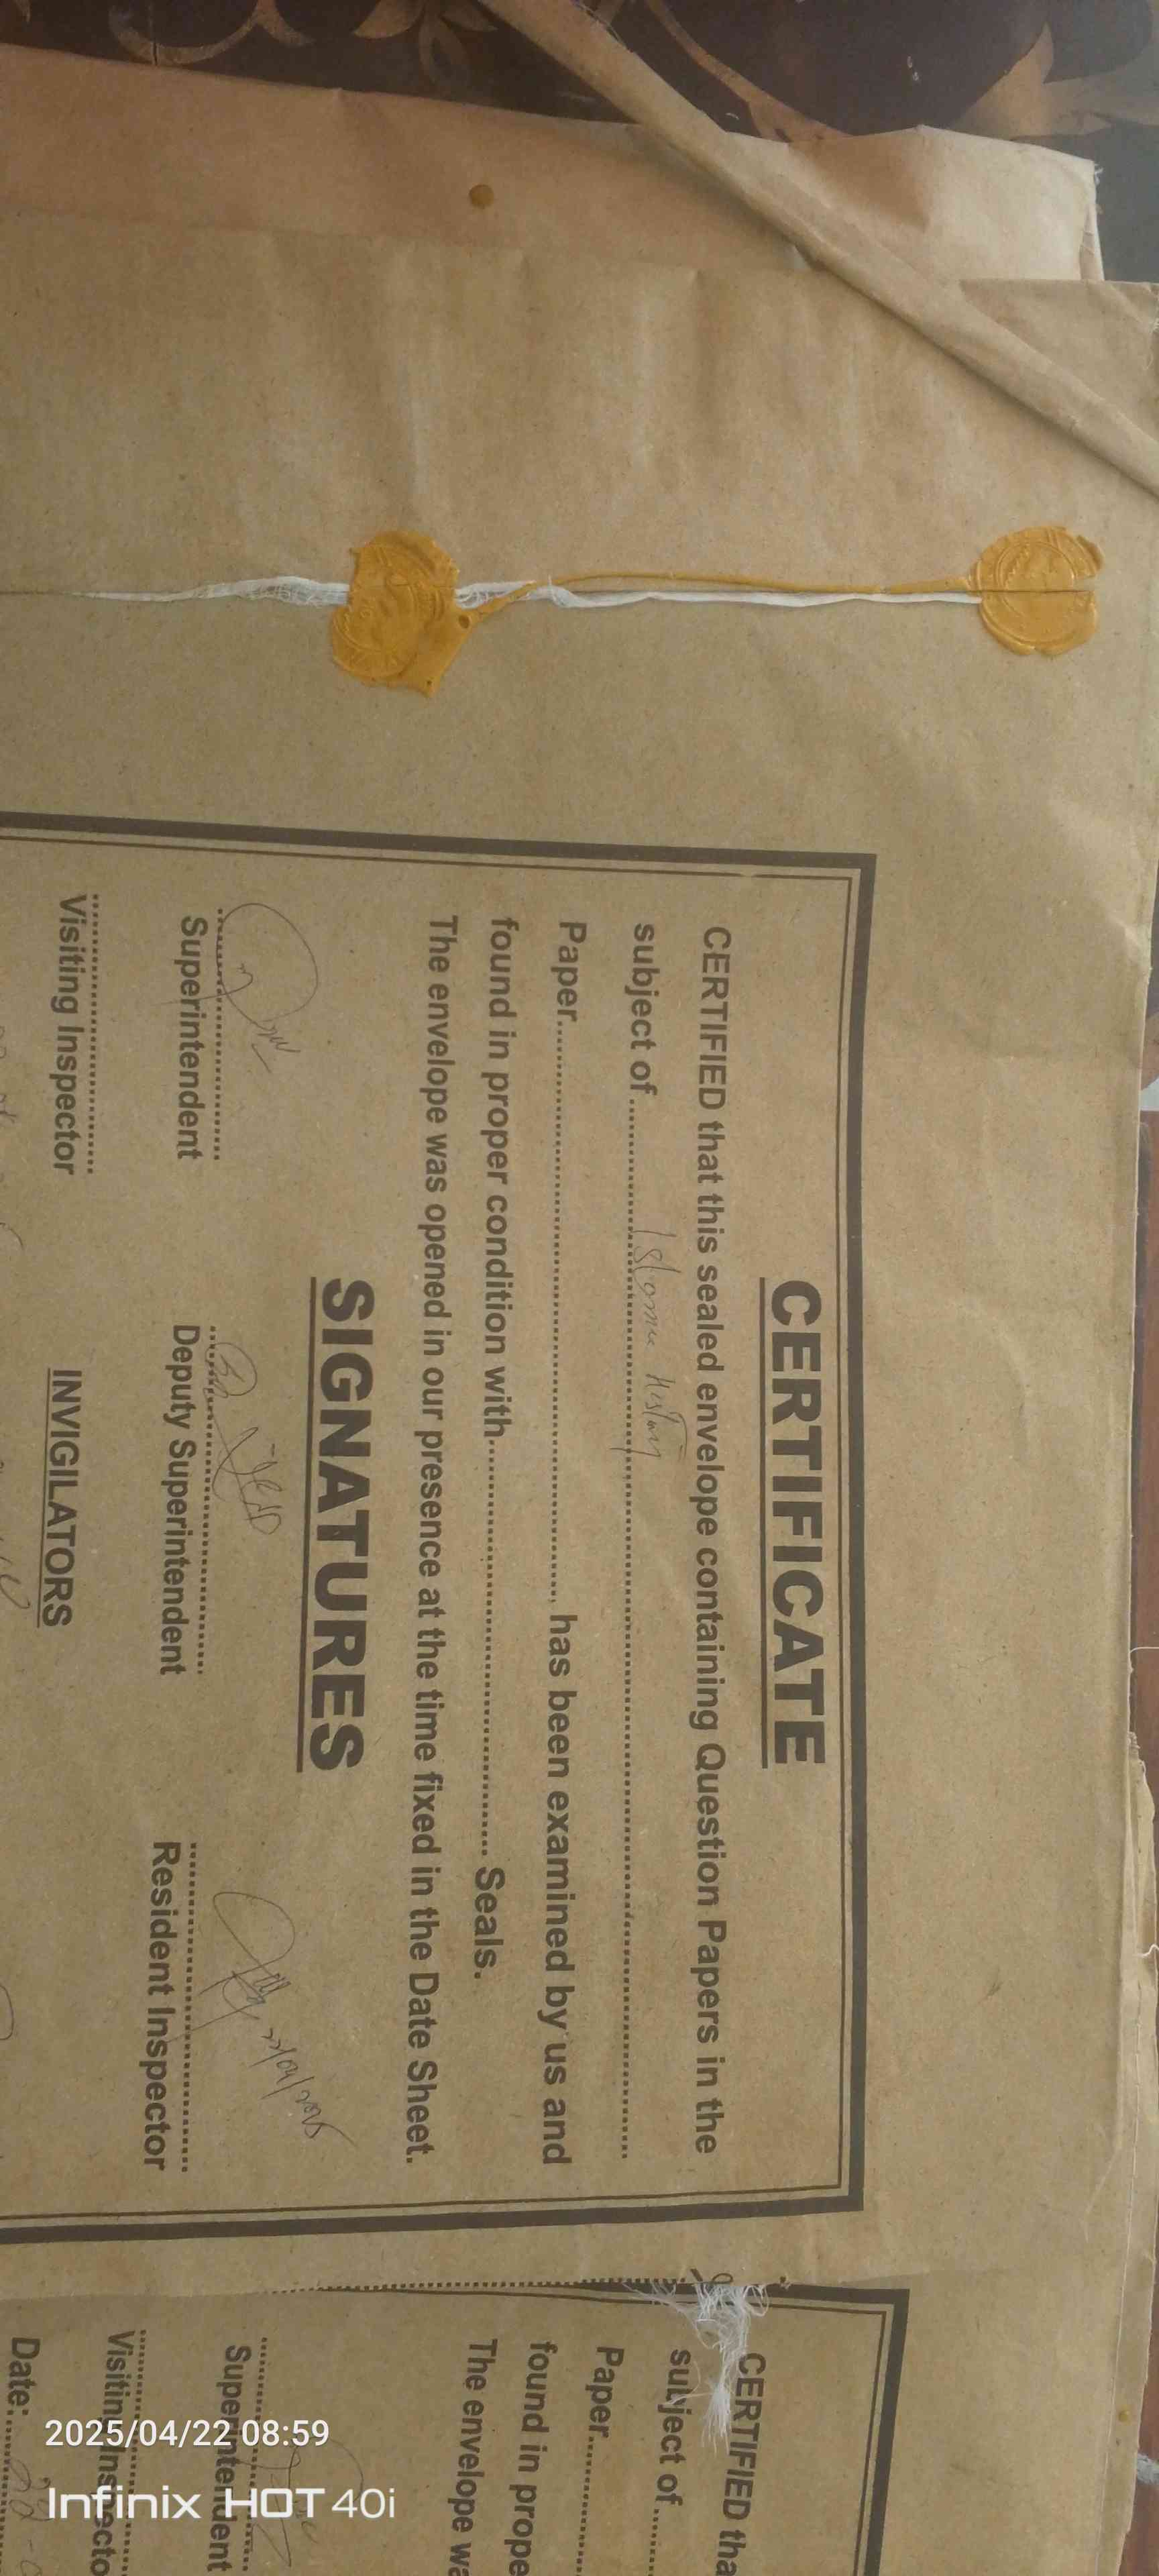 CERTIFICATE
CERTIFIED that this sealed envelope containing Question Papers in the
subject of .......... Islamic History ..........
Paper.........................., has been examined by us and
found in proper condition with.......................... Seals.
The envelope was opened in our presence at the time fixed in the Date Sheet.
SIGNATURES
22/04/2025
Superintendent Deputy Superintendent Resident Inspector
Visiting Inspector
INVIGILATORS
CERTIFIED tha
subject of..........
Paper..........
found in prope
The envelope wa
Superintendent
Visiting Inspecto
Date:..........
2025/04/22 08:59
Infinix HOT 40i